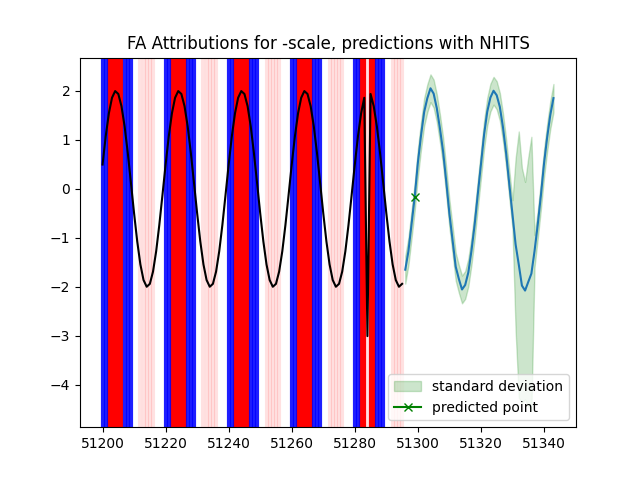 FA Attributions for -scale, predictions with NHITS
2
1
0
−1
−2
−3
−4
standard deviation
predicted point
51200 51220 51240 51260 51280 51300 51320 51340